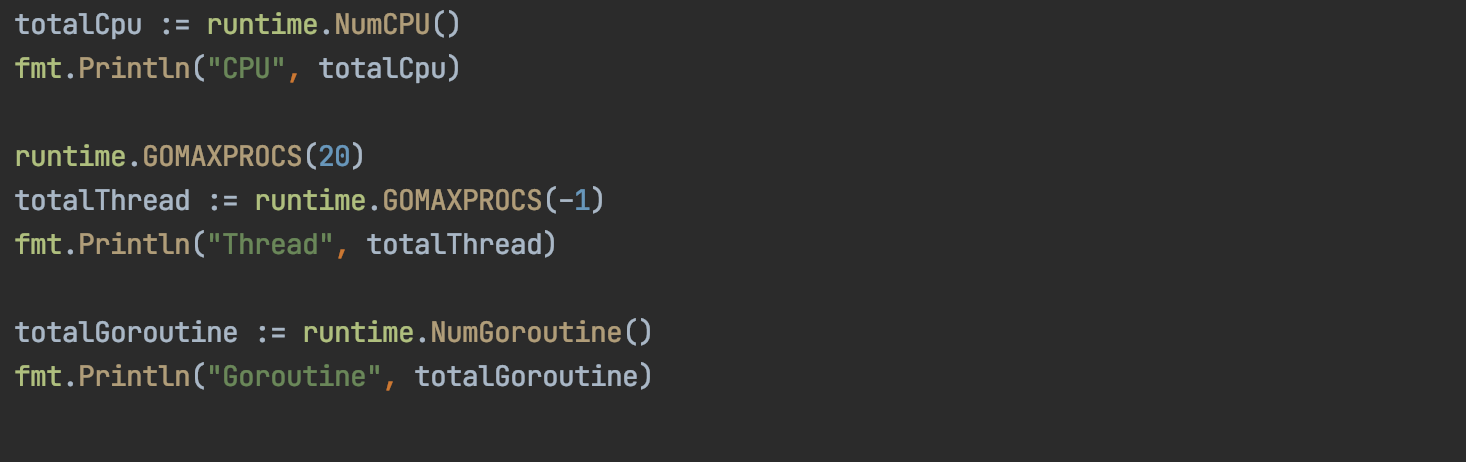 totalCpu := runtime.NumCPU()
fmt.Println("CPU", totalCpu)
runtime.GOMAXPROCS(20)
totalThread := runtime.GOMAXPROCS(-1)
fmt.Println("Thread", totalThread)
totalGoroutine := runtime.NumGoroutine()
fmt.Println("Goroutine", totalGoroutine)